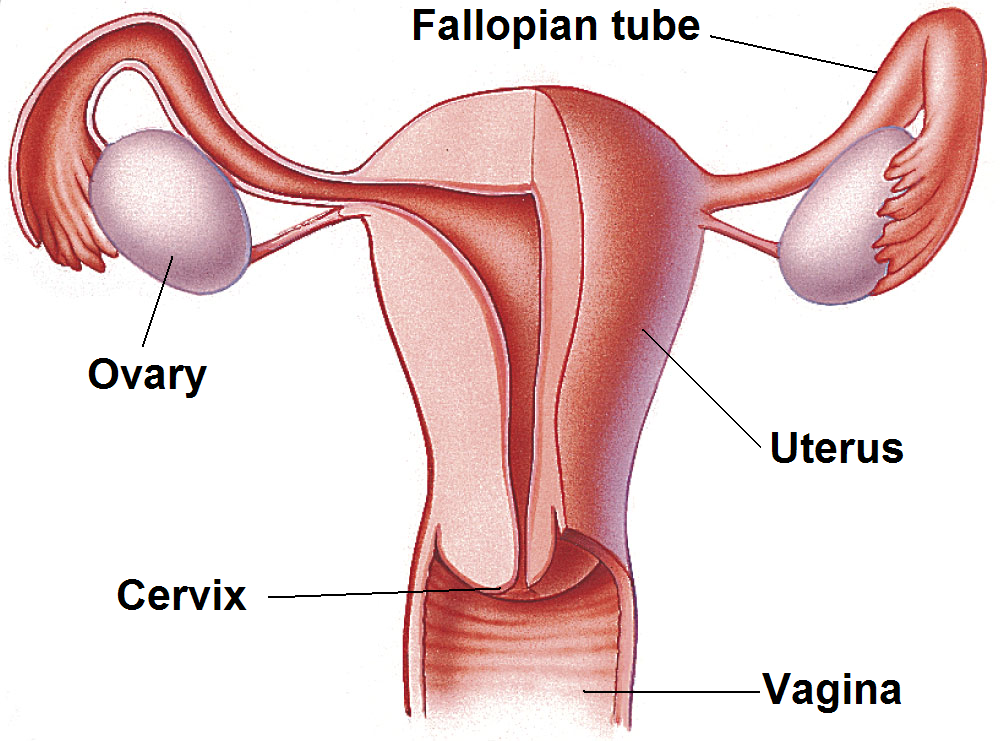 Fallopian tube
Ovary
Uterus
Cervix
Vagina